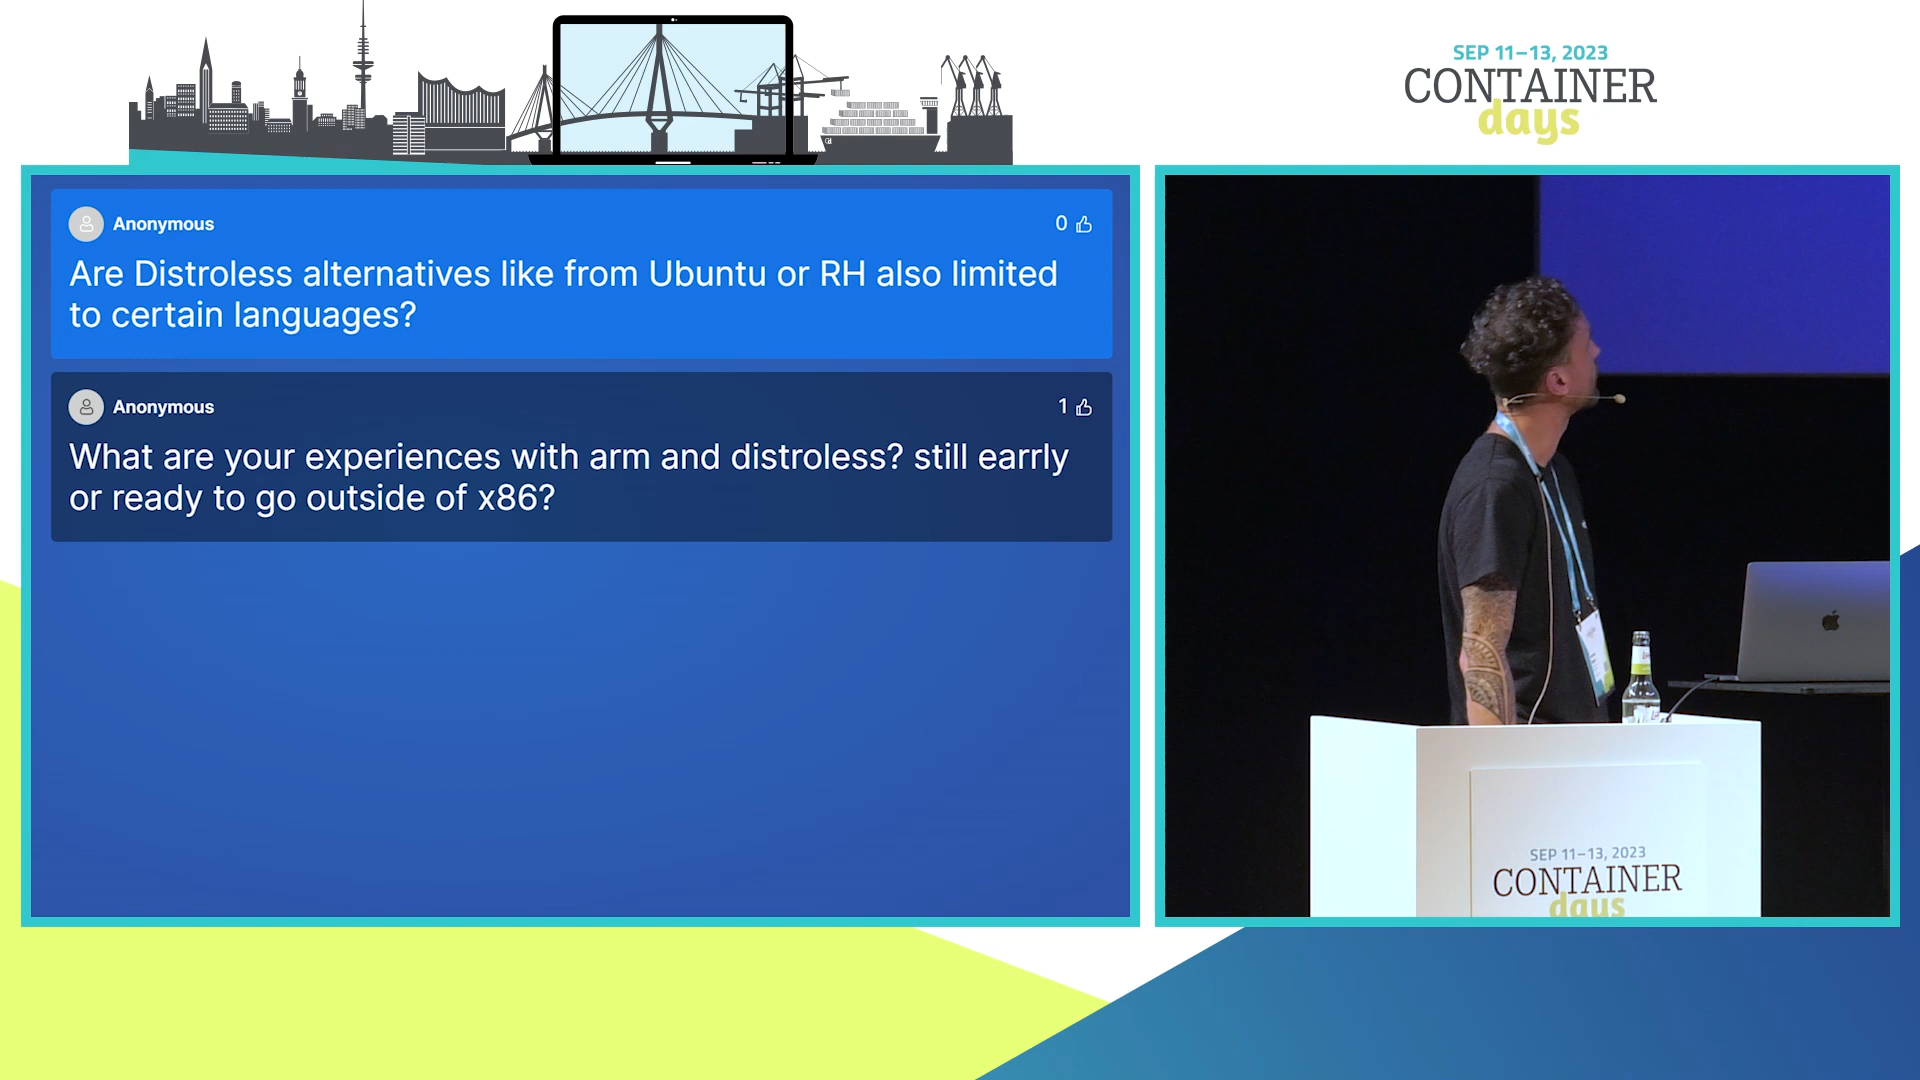 SEP 11–13, 2023
CONTAINER
days
Anonymous
0
Are Distroless alternatives like from Ubuntu or RH also limited
to certain languages?
Anonymous
1
What are your experiences with arm and distroless? still earrly
or ready to go outside of x86?
SEP 11–13, 2023
CONTAINER
days